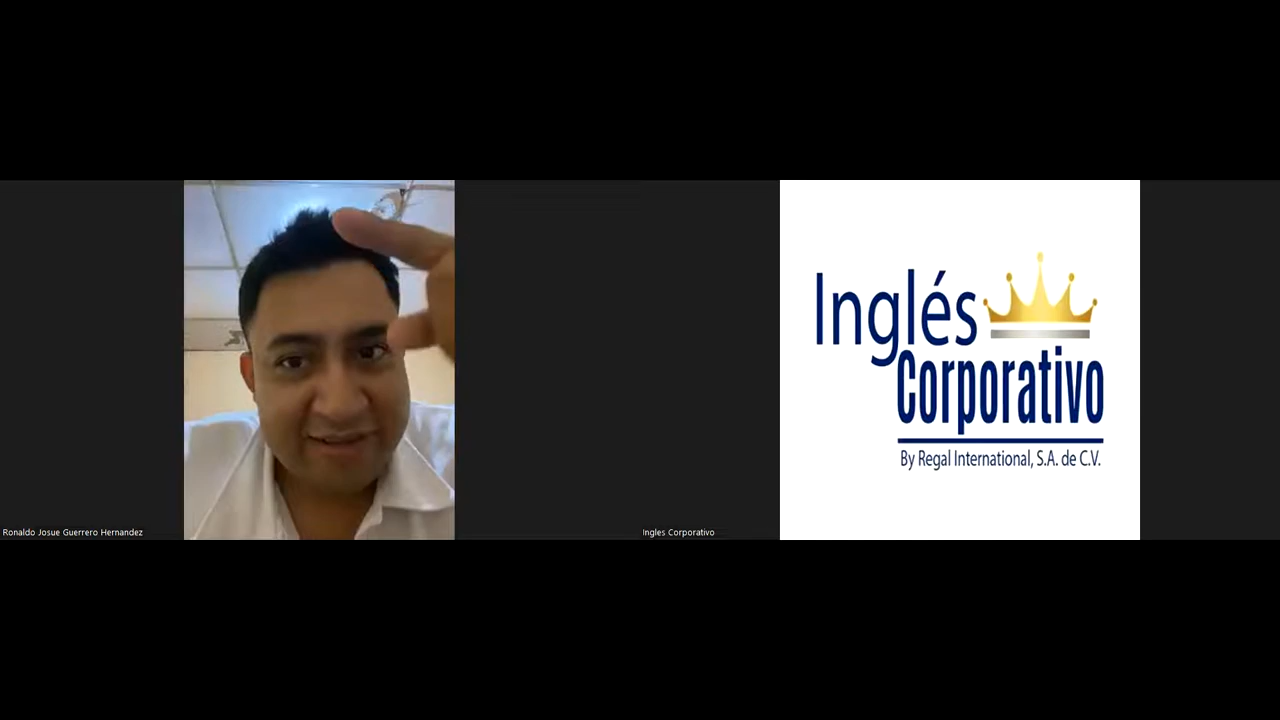 Inglés
Corporativo
By Regal International, S.A. de C.V.
Ronaldo Josue Guerrero Hernandez
Ingles Corporativo